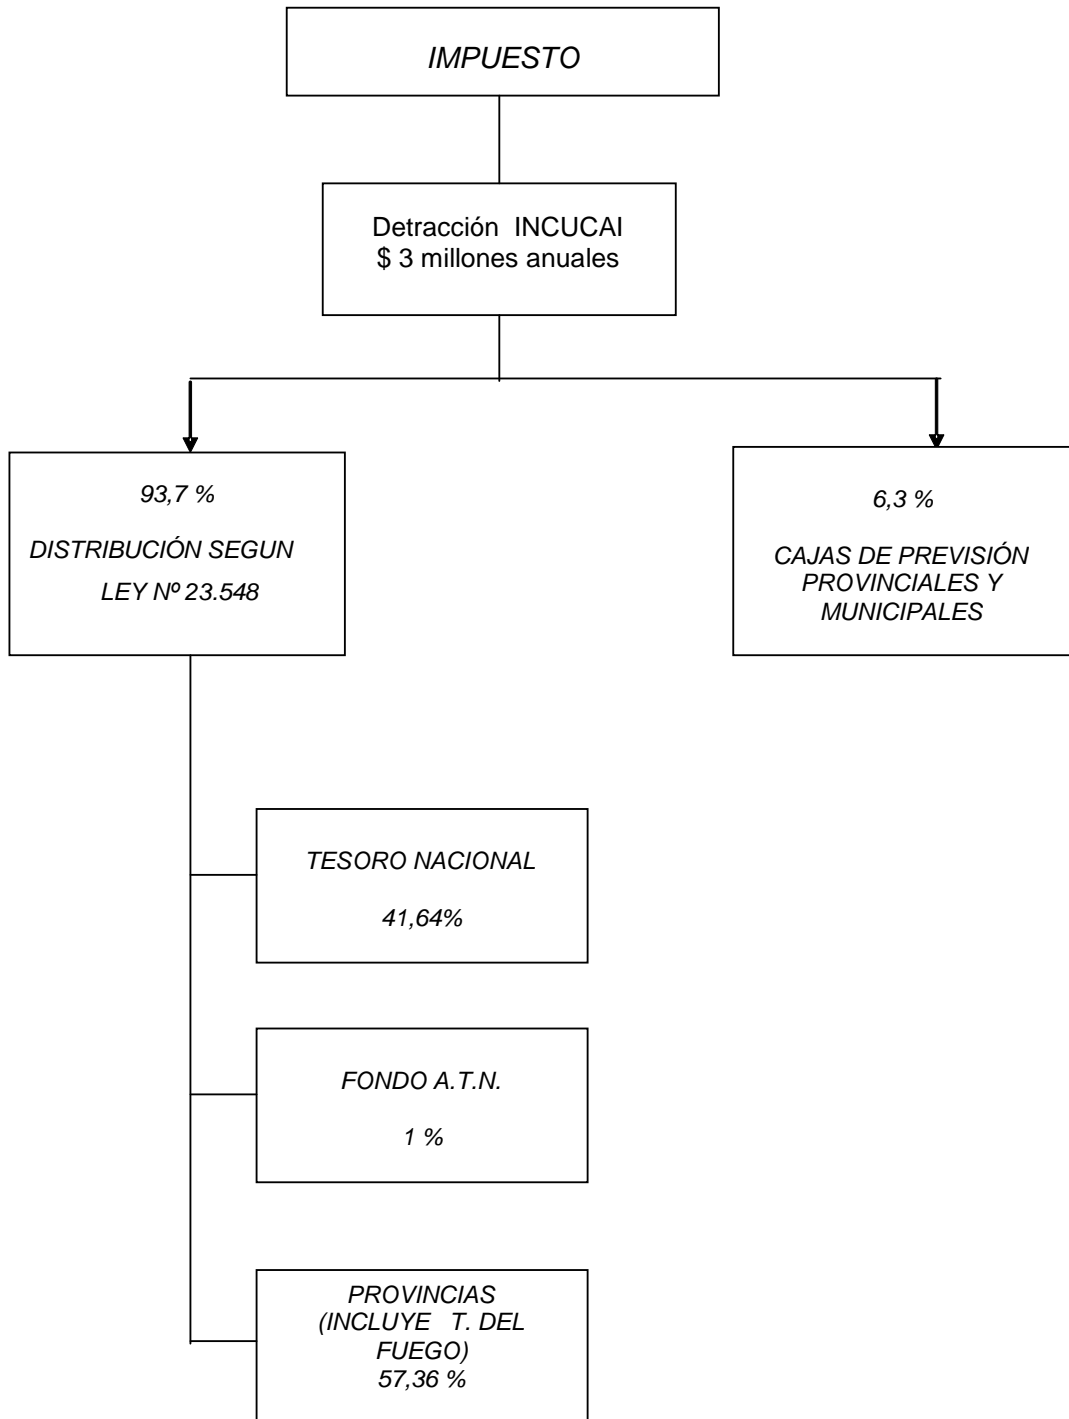 IMPUESTO
Detracción INCUCAI
$ 3 millones anuales
93,7 %
DISTRIBUCIÓN SEGUN
LEY Nº 23.548
6,3 %
CAJAS DE PREVISIÓN
PROVINCIALES Y
MUNICIPALES
TESORO NACIONAL
41,64%
FONDO A.T.N.
1 %
PROVINCIAS
(INCLUYE T. DEL
FUEGO)
57,36 %